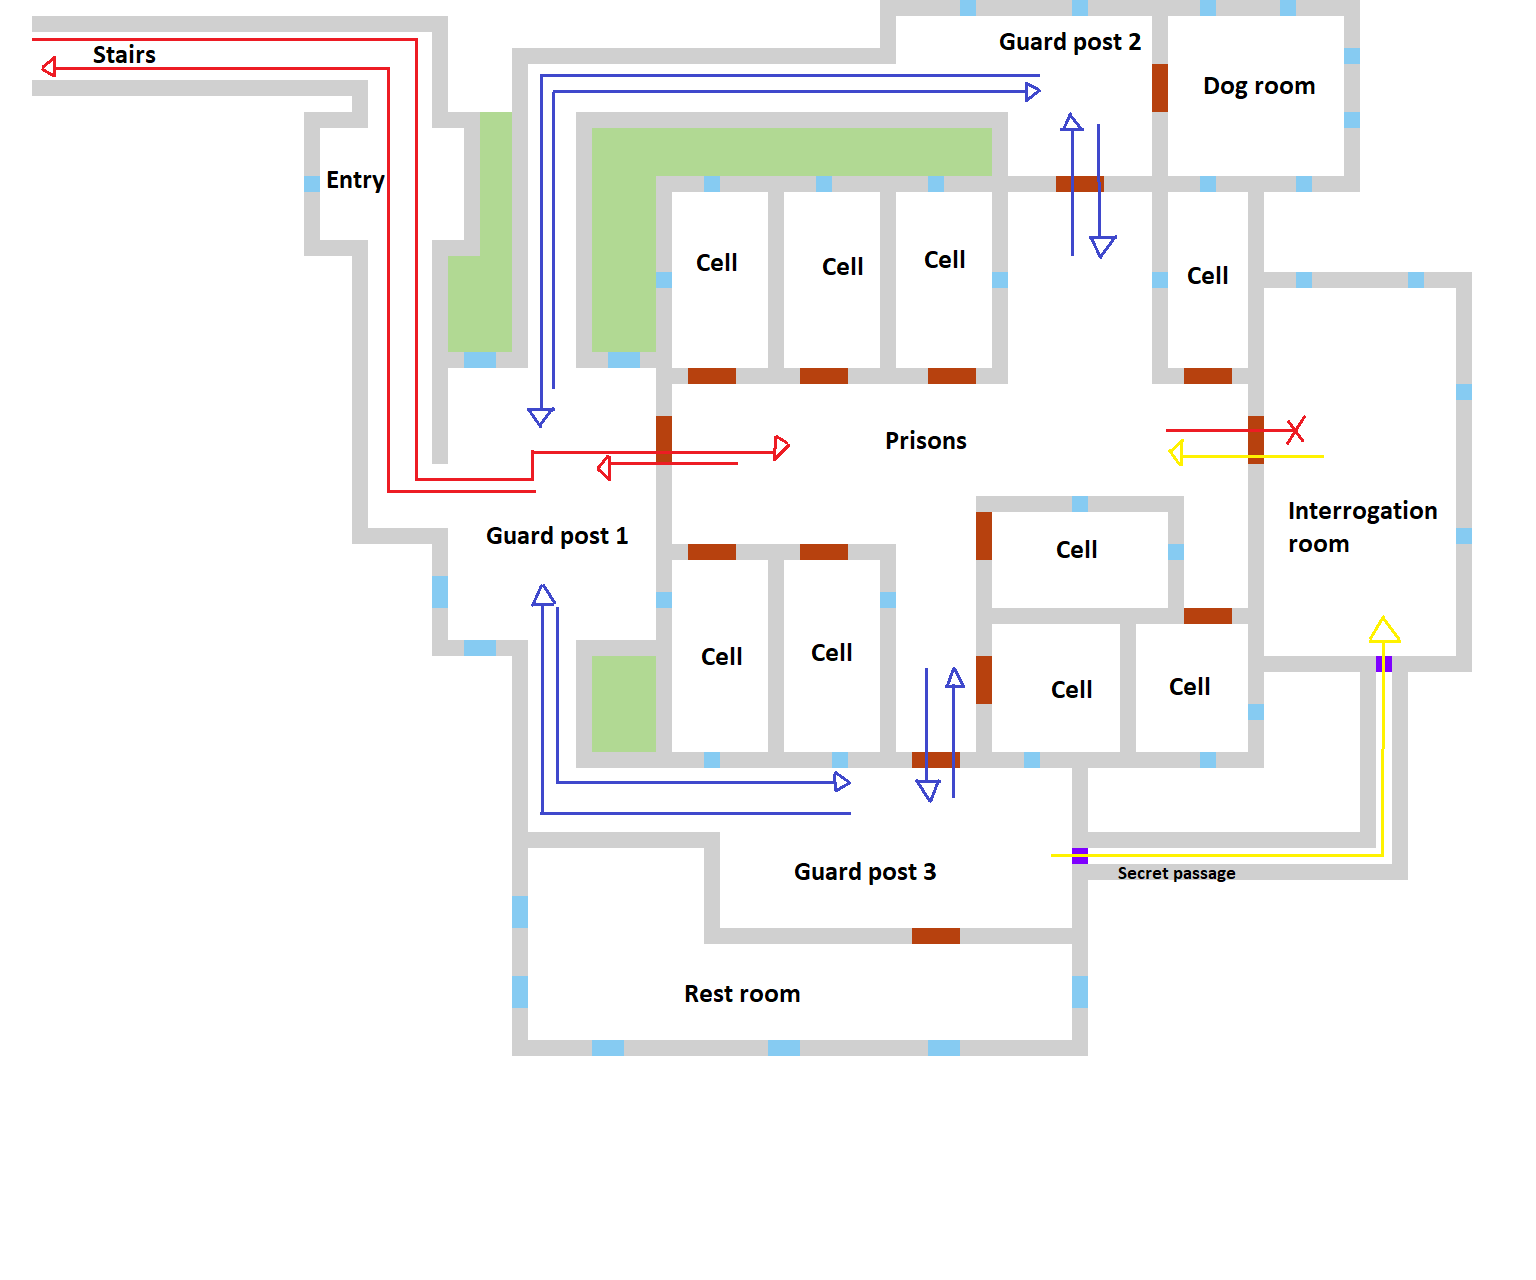 Guard post 2
Stairs
Dog room
Entry
Cell
Cell
Cell
Cell
Prisons
Interrogation
room
Guard post 1
Cell
Cell
Cell
Cell
Cell
Guard post 3
Secret passage
Rest room